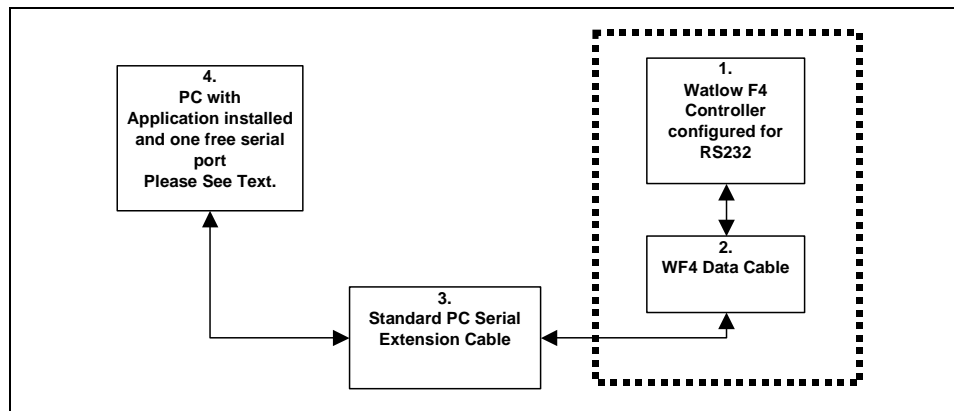 4.
PC with
Application installed
and one free serial
port
Please See Text.
1.
Watlow F4
Controller
configured for
RS232
2.
WF4 Data Cable
3.
Standard PC Serial
Extension Cable